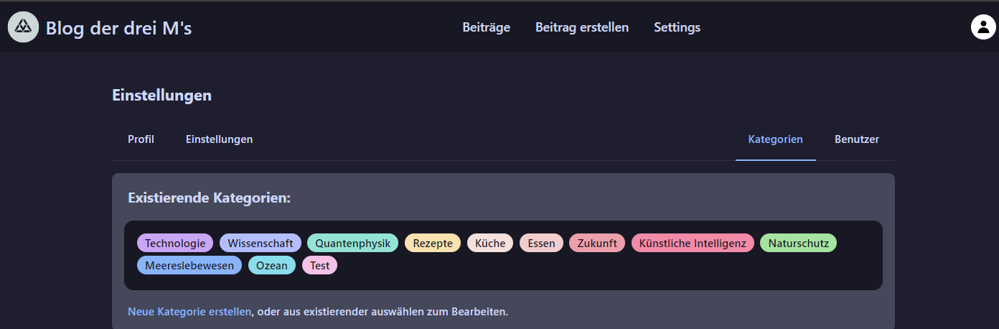 Blog der drei M's Beiträge Beitrag erstellen Settings
Einstellungen
Profil Einstellungen Kategorien Benutzer
Existierende Kategorien:
Technologie Wissenschaft Quantenphysik Rezepte Küche Essen Zukunft Künstliche Intelligenz Naturschutz
Meereslebewesen Ozean Test
Neue Kategorie erstellen, oder aus existierender auswählen zum Bearbeiten.